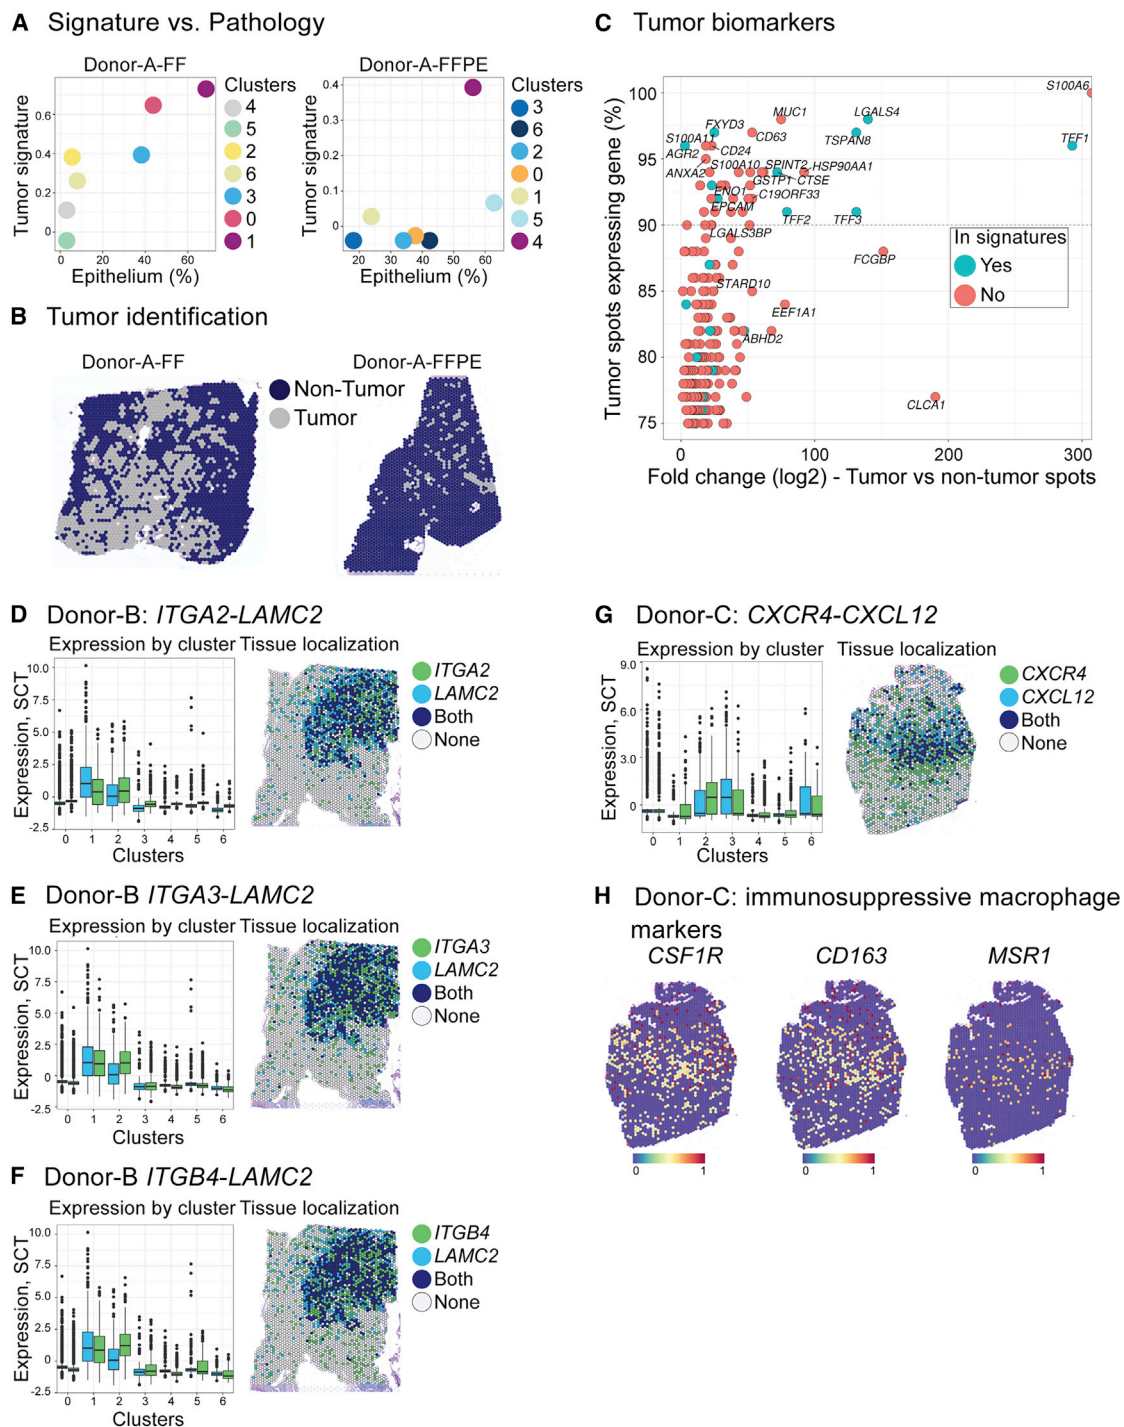 A Signature vs. Pathology
Donor-A-FF
Tumor signature
0.6
0.4
0.2
0
0 20 40 60
Epithelium (%)
Clusters
4
5
2
6
3
0
1
Donor-A-FFPE
Tumor signature
0.4
0.3
0.2
0.1
0
20 30 40 50 60
Epithelium (%)
Clusters
3
6
2
0
1
5
4
B Tumor identification
Donor-A-FF
Donor-A-FFPE
Non-Tumor
Tumor
C Tumor biomarkers
Tumor spots expressing gene (%)
100
95
90
85
80
75
S100A6
MUC1
LGALS4
FXYD3
CD63
TSPAN8
TFF1
S100A11
CD24
AGR2
S100A10
SPINT2
HSP90AA1
ANXA2
GSTP1
CTSE
ENO1
C19ORF33
EPCAM
TFF2
TFF3
LGALS3BP
FCGBP
STARD10
EEF1A1
ABHD2
CLCA1
In signatures
Yes
No
0 100 200 300
Fold change (log2) - Tumor vs non-tumor spots
D Donor-B: ITGA2-LAMC2
Expression by cluster Tissue localization
Expression, SCT
10.0
7.5
5.0
2.5
0
-2.5
0 1 2 3 4 5 6
Clusters
ITGA2
LAMC2
Both
None
E Donor-B ITGA3-LAMC2
Expression by cluster Tissue localization
Expression, SCT
10.0
7.5
5.0
2.5
0
-2.5
0 1 2 3 4 5 6
Clusters
ITGA3
LAMC2
Both
None
F Donor-B ITGB4-LAMC2
Expression by cluster Tissue localization
Expression, SCT
10.0
7.5
5.0
2.5
0
-2.5
0 1 2 3 4 5 6
Clusters
ITGB4
LAMC2
Both
None
G Donor-C: CXCR4-CXCL12
Expression by cluster Tissue localization
Expression, SCT
9.0
6.0
3.0
0
0 1 2 3 4 5 6
Clusters
CXCR4
CXCL12
Both
None
H Donor-C: immunosuppressive macrophage
markers
CSF1R CD163 MSR1
0 1 0 1 0 1